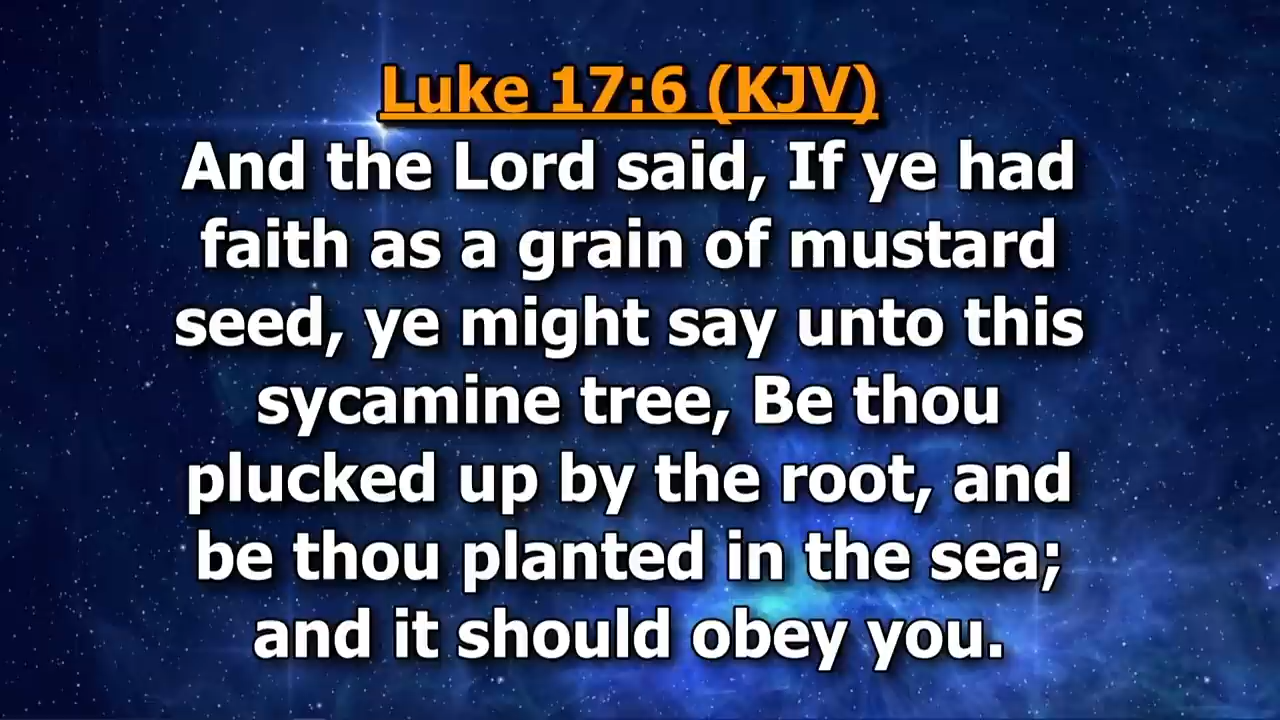 Luke 17:6 (KJV)
And the Lord said, If ye had
faith as a grain of mustard
seed, ye might say unto this
sycamine tree, Be thou
plucked up by the root, and
be thou planted in the sea;
and it should obey you.